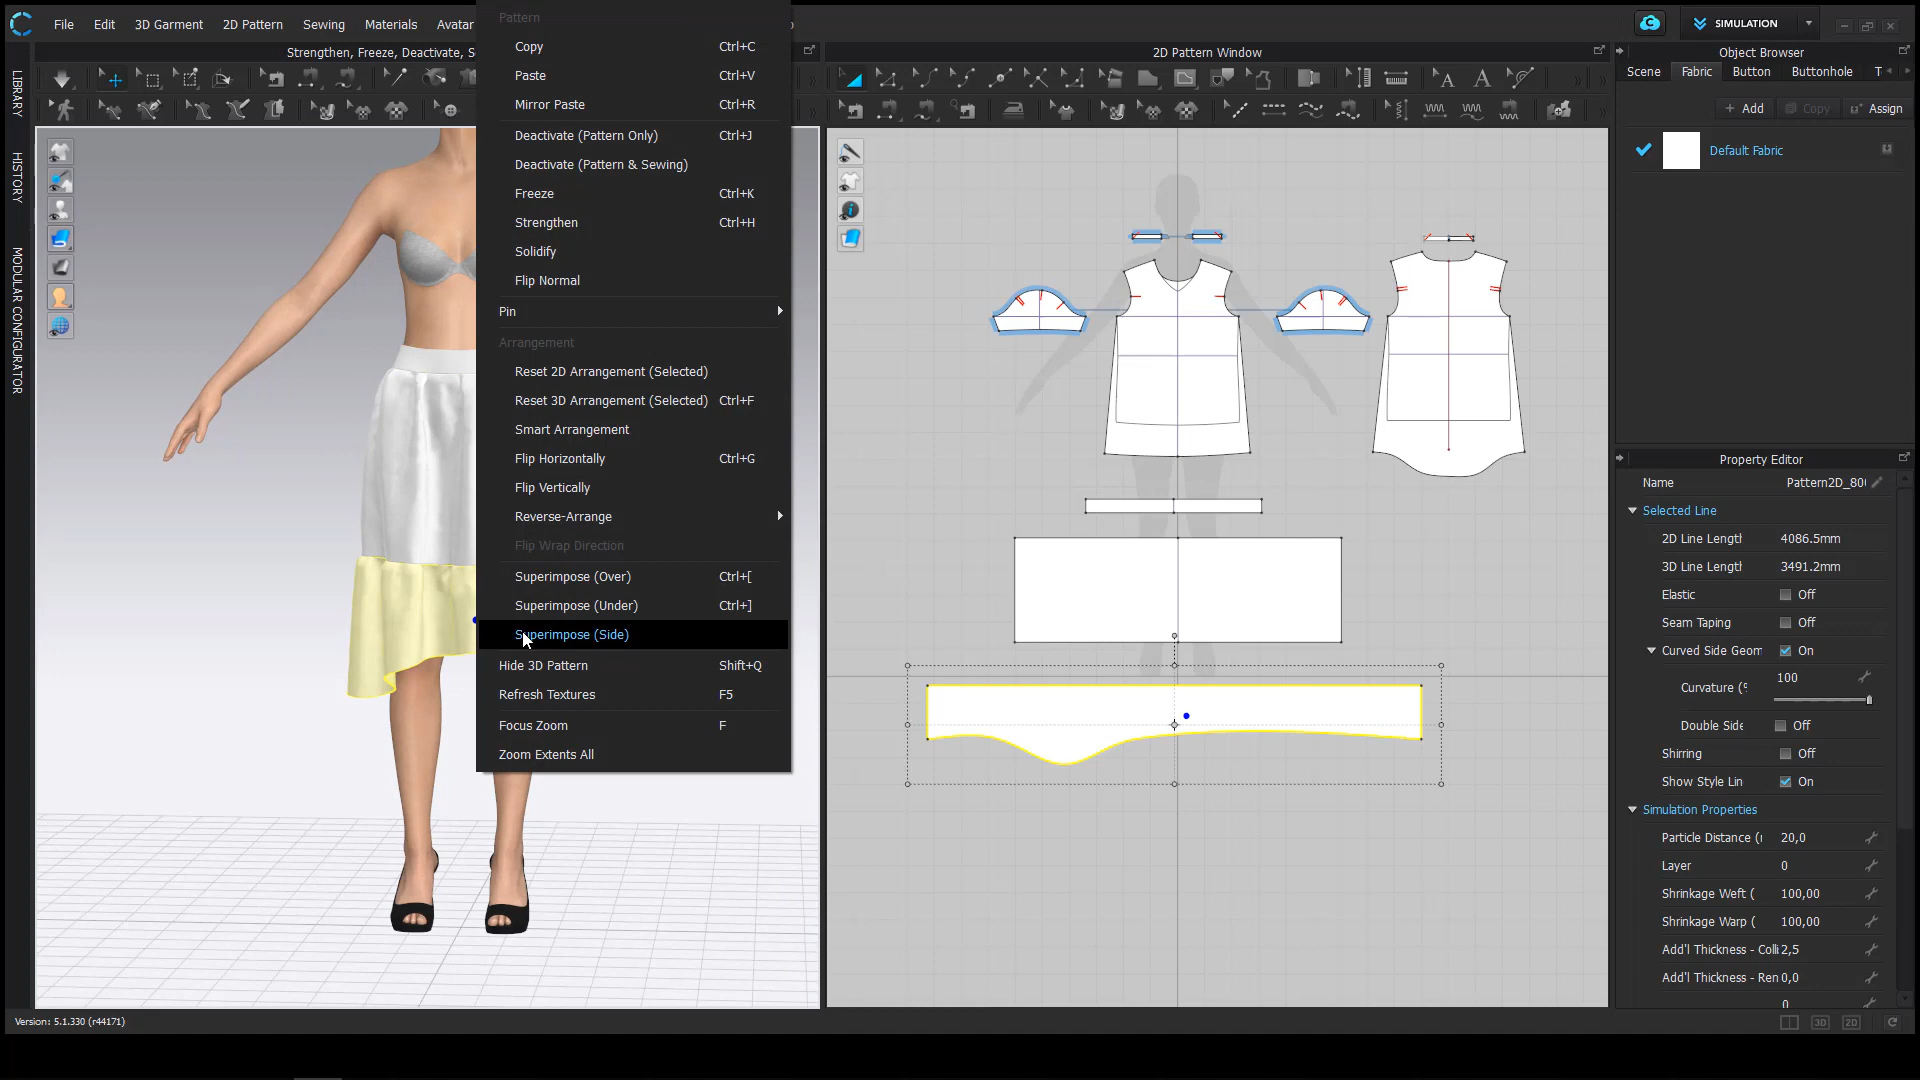 File Edit 3D Garment 2D Pattern Sewing Materials Avatar
SIMULATION
Strengthen, Freeze, Deactivate, S
2D Pattern Window
Object Browser
Scene Fabric Button Buttonhole T
+ Add Copy Assign
Default Fabric
LIBRARY
HISTORY
MODULAR CONFIGURATOR
Pattern
Copy Ctrl+C
Paste Ctrl+V
Mirror Paste Ctrl+R
Deactivate (Pattern Only) Ctrl+J
Deactivate (Pattern & Sewing)
Freeze Ctrl+K
Strengthen Ctrl+H
Solidify
Flip Normal
Pin
Arrangement
Reset 2D Arrangement (Selected)
Reset 3D Arrangement (Selected) Ctrl+F
Smart Arrangement
Flip Horizontally Ctrl+G
Flip Vertically
Reverse-Arrange
Flip Wrap Direction
Superimpose (Over) Ctrl+[
Superimpose (Under) Ctrl+]
Superimpose (Side)
Hide 3D Pattern Shift+Q
Refresh Textures F5
Focus Zoom F
Zoom Extents All
Property Editor
Name Pattern2D_80
Selected Line
2D Line Length 4086.5mm
3D Line Length 3491.2mm
Elastic Off
Seam Taping Off
Curved Side Geom On
Curvature (% 100
Double Side Off
Shirring Off
Show Style Lin On
Simulation Properties
Particle Distance (r 20,0
Layer 0
Shrinkage Weft ( 100,00
Shrinkage Warp ( 100,00
Add'l Thickness - Colli 2,5
Add'l Thickness - Ren 0,0
0
Version: 5.1.330 (r44171)
3D 2D